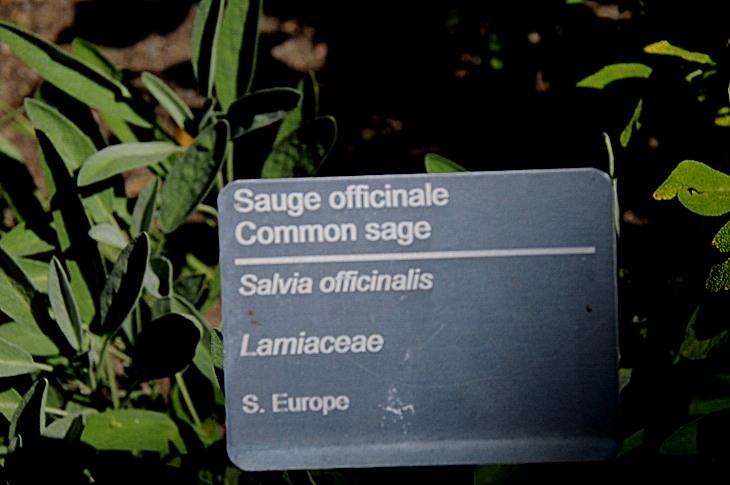 Sauge officinale
Common sage
Salvia officinalis
Lamiaceae
S. Europe